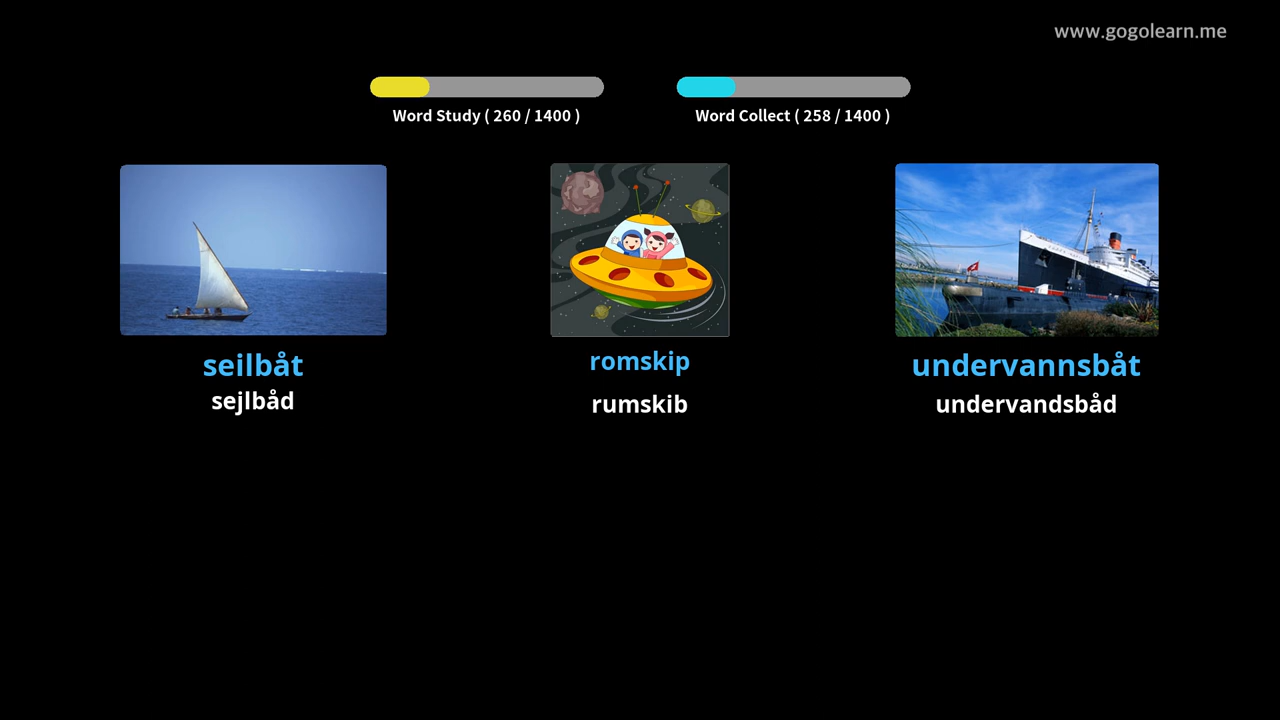 www.gogolearn.me
Word Study ( 260 / 1400 )
Word Collect ( 258 / 1400 )
seilbåt
sejlbåd
romskip
rumskib
undervannsbåt
undervandsbåd